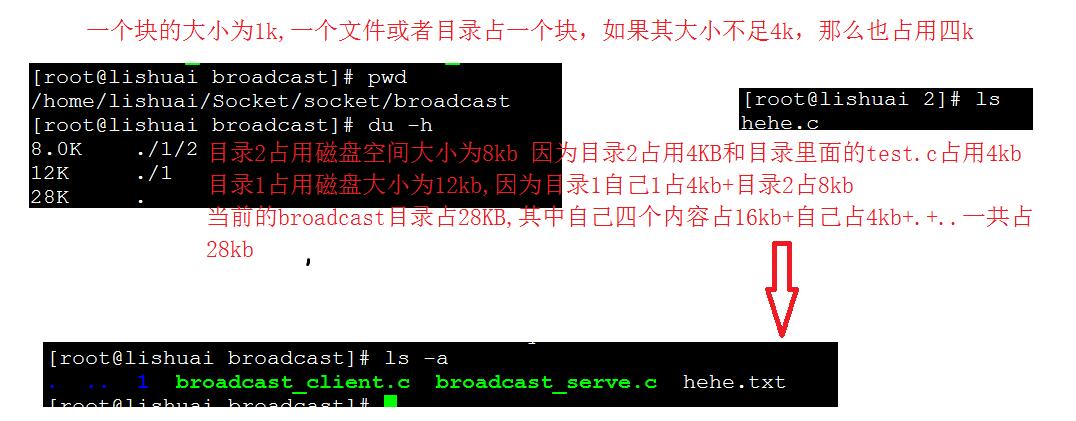 一个块的大小为1k,一个文件或者目录占一个块，如果其大小不足4k，那么也占用四k
[root@lishuai broadcast]# pwd
/home/lishuai/Socket/socket/broadcast
[root@lishuai broadcast]# du -h
8.0K ./1/2
12K ./1
28K .
[root@lishuai 2]# ls
hehe.c
目录2占用磁盘空间大小为8kb 因为目录2占用4KB和目录里面的test.c占用4kb
目录1占用磁盘大小为12kb,因为目录1自己1占4kb+目录2占8kb
当前的broadcast目录占28KB,其中自己四个内容占16kb+自己占4kb+.+..一共占
28kb
,
[root@lishuai broadcast]# ls -a
. .. 1 broadcast_client.c broadcast_serve.c hehe.txt
[root@lishuai broadcast]#